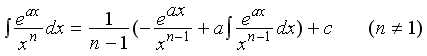 ∫ e^{ax}/x^{n} dx = 1/(n−1) (− e^{ax}/x^{n−1} + a∫ e^{ax}/x^{n−1} dx) + c (n ≠ 1)